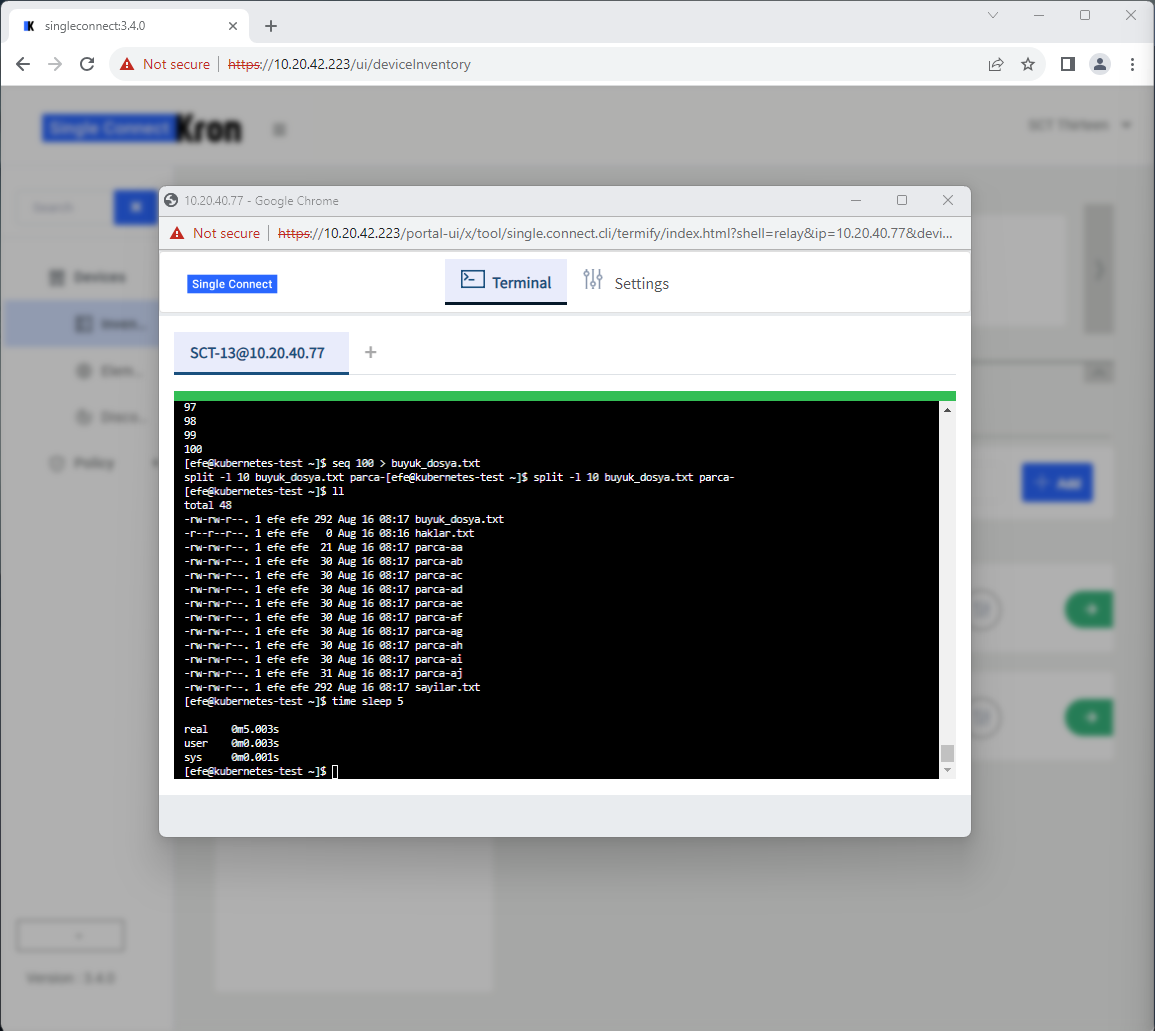 singleconnect:3.4.0
Not secure
https://10.20.42.223/ui/deviceInventory
Single Connect Kron
SCT Thirteen
Search
Devices
Inven...
Elem...
Disco...
Policy
Add
10.20.40.77 - Google Chrome
Not secure
https://10.20.42.223/portal-ui/x/tool/single.connect.cli/termify/index.html?shell=relay&ip=10.20.40.77&devi...
Single Connect
Terminal
Settings
SCT-13@10.20.40.77
97
98
99
100
[efe@kubernetes-test ~]$ seq 100 > buyuk_dosya.txt
split -l 10 buyuk_dosya.txt parca-[efe@kubernetes-test ~]$ split -l 10 buyuk_dosya.txt parca-
[efe@kubernetes-test ~]$ ll
total 48
-rw-rw-r--. 1 efe efe 292 Aug 16 08:17 buyuk_dosya.txt
-r--r--r--. 1 efe efe   0 Aug 16 08:16 haklar.txt
-rw-rw-r--. 1 efe efe  21 Aug 16 08:17 parca-aa
-rw-rw-r--. 1 efe efe  30 Aug 16 08:17 parca-ab
-rw-rw-r--. 1 efe efe  30 Aug 16 08:17 parca-ac
-rw-rw-r--. 1 efe efe  30 Aug 16 08:17 parca-ad
-rw-rw-r--. 1 efe efe  30 Aug 16 08:17 parca-ae
-rw-rw-r--. 1 efe efe  30 Aug 16 08:17 parca-af
-rw-rw-r--. 1 efe efe  30 Aug 16 08:17 parca-ag
-rw-rw-r--. 1 efe efe  30 Aug 16 08:17 parca-ah
-rw-rw-r--. 1 efe efe  30 Aug 16 08:17 parca-ai
-rw-rw-r--. 1 efe efe  31 Aug 16 08:17 parca-aj
-rw-rw-r--. 1 efe efe 292 Aug 16 08:17 sayilar.txt
[efe@kubernetes-test ~]$ time sleep 5
real    0m5.003s
user    0m0.003s
sys     0m0.001s
[efe@kubernetes-test ~]$
Version : 3.4.0